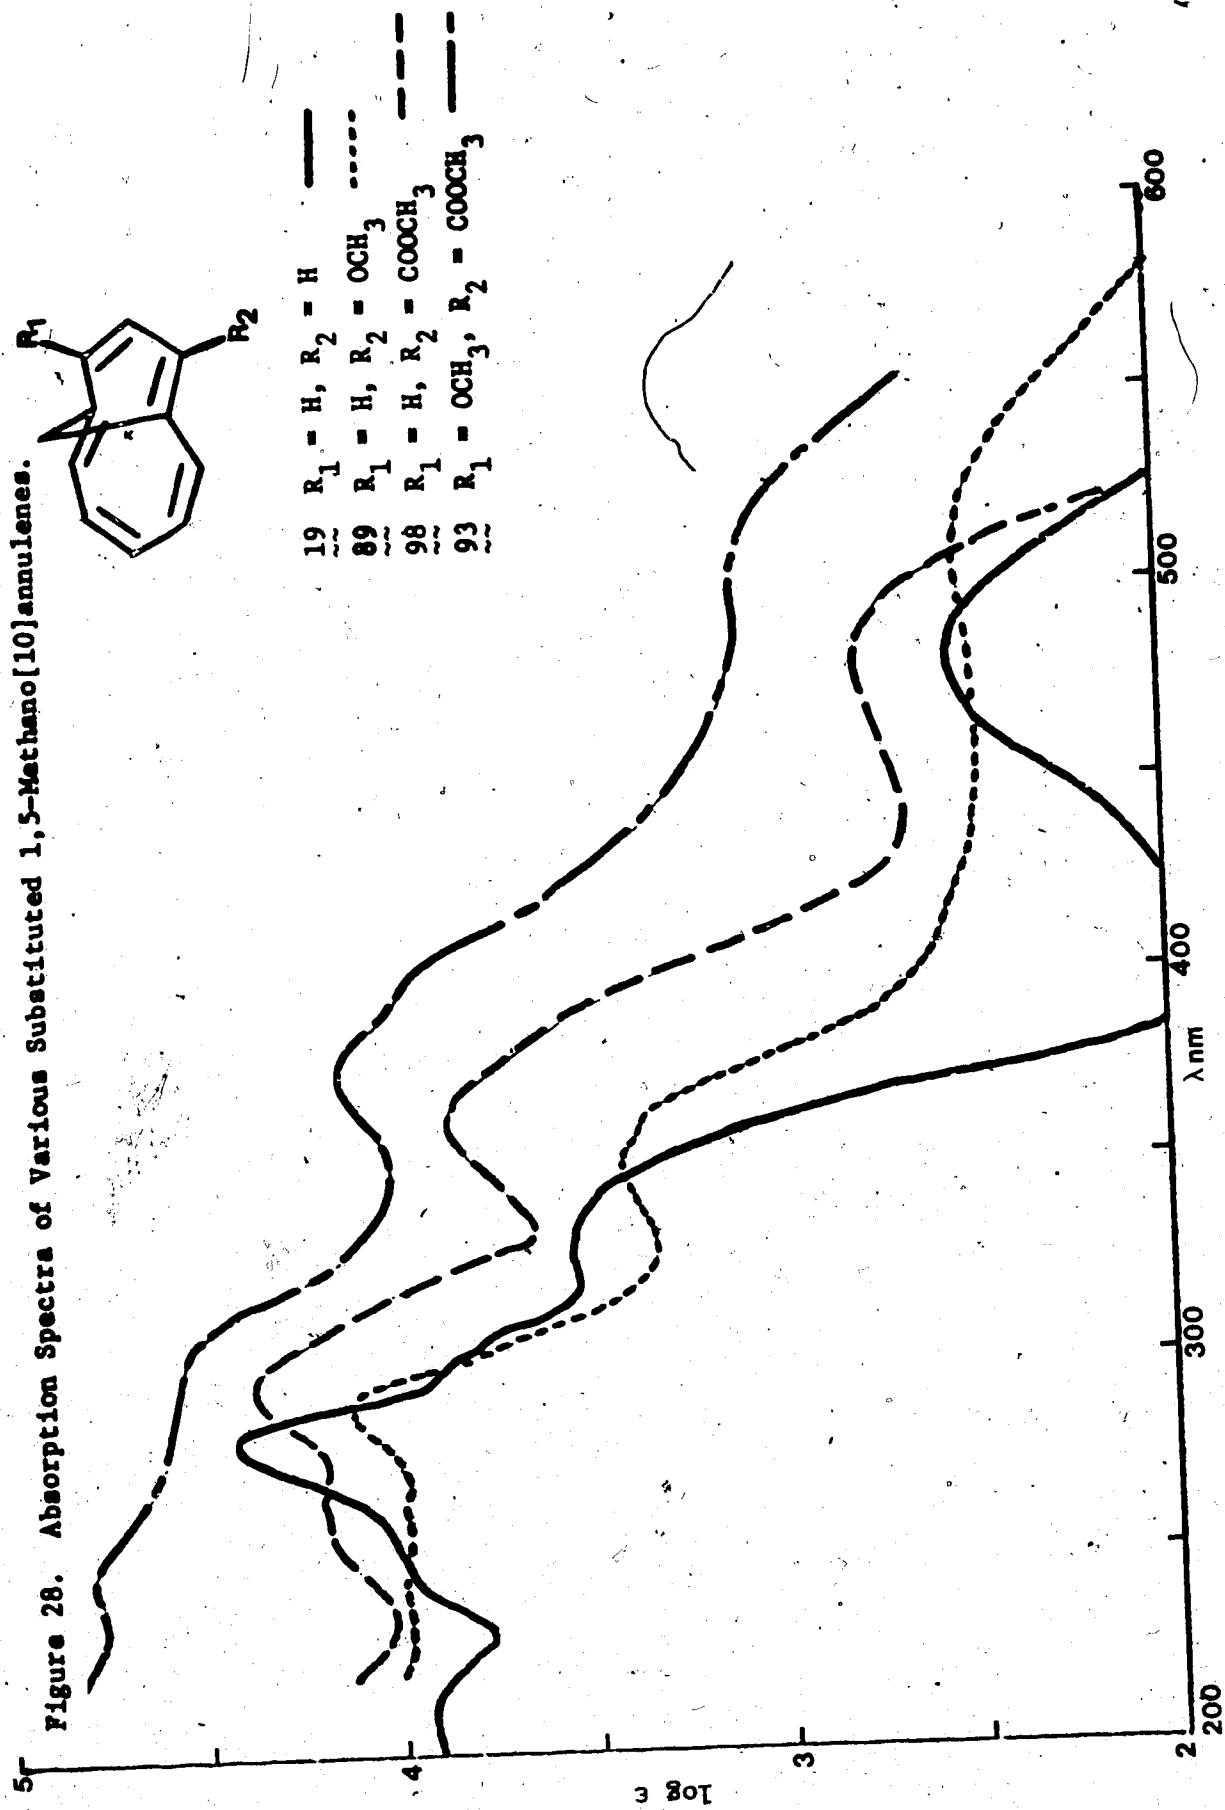 Figure 28. Absorption Spectra of Various Substituted 1,5-Methano[10]annulenes.
R1
R2
19 R1 = H, R2 = H
89 R1 = H, R2 = OCH3
98 R1 = H, R2 = COOCH3
93 R1 = OCH3, R2 = COOCH3
5
4
3
2
log ε
200
300
400
500
600
λ nm